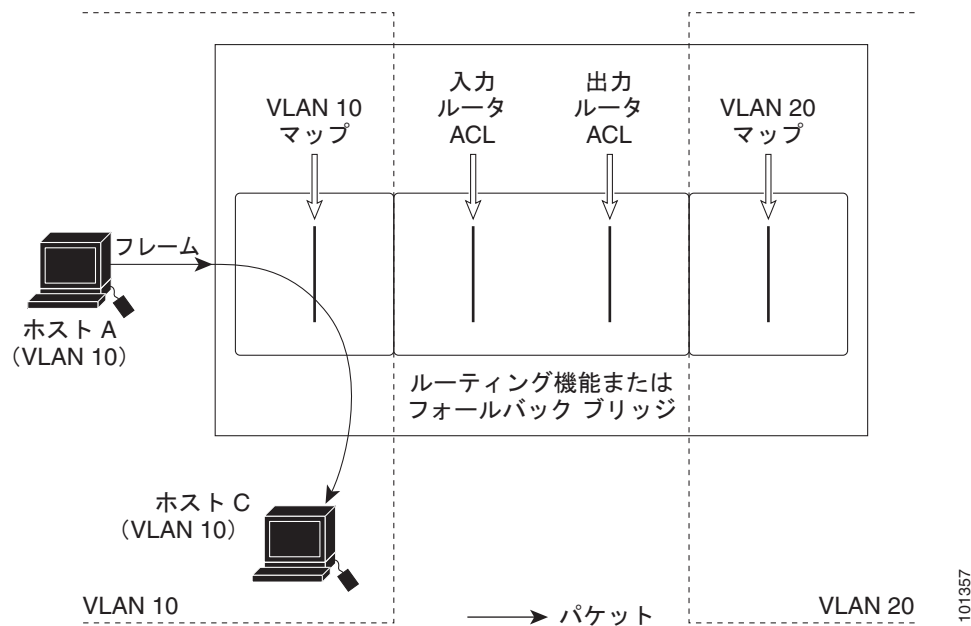 VLAN 10
マップ
入力
ルータ
ACL
出力
ルータ
ACL
VLAN 20
マップ
フレーム
ホスト A
（VLAN 10）
ルーティング機能または
フォールバック ブリッジ
ホスト C
（VLAN 10）
VLAN 10
パケット
VLAN 20
101357